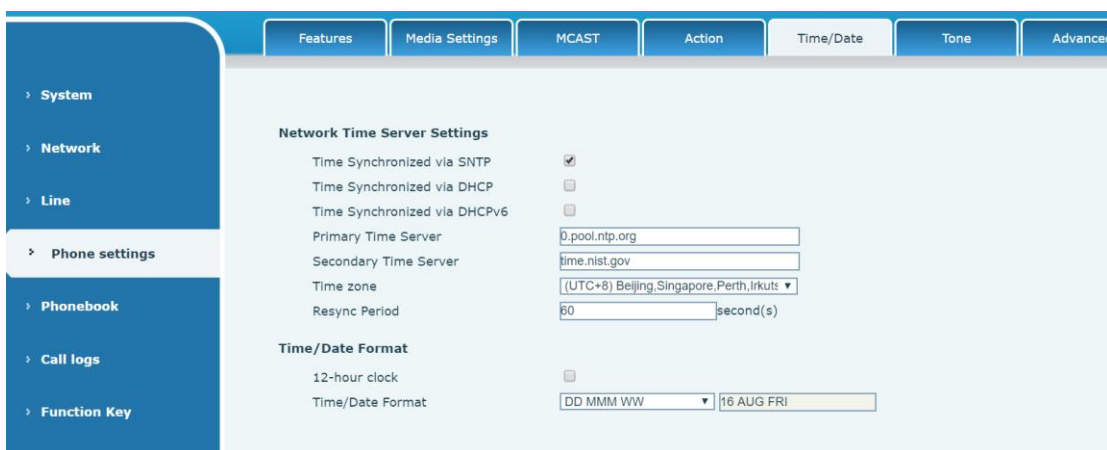 Features Media Settings MCAST Action Time/Date Tone Advanced
System
Network
Line
Phone settings
Phonebook
Call logs
Function Key
Network Time Server Settings
Time Synchronized via SNTP
Time Synchronized via DHCP
Time Synchronized via DHCPv6
Primary Time Server 0.pool.ntp.org
Secondary Time Server time.nist.gov
Time zone (UTC+8) Beijing,Singapore,Perth,Irkuts
Resync Period 60 second(s)
Time/Date Format
12-hour clock
Time/Date Format DD MMM WW 16 AUG FRI